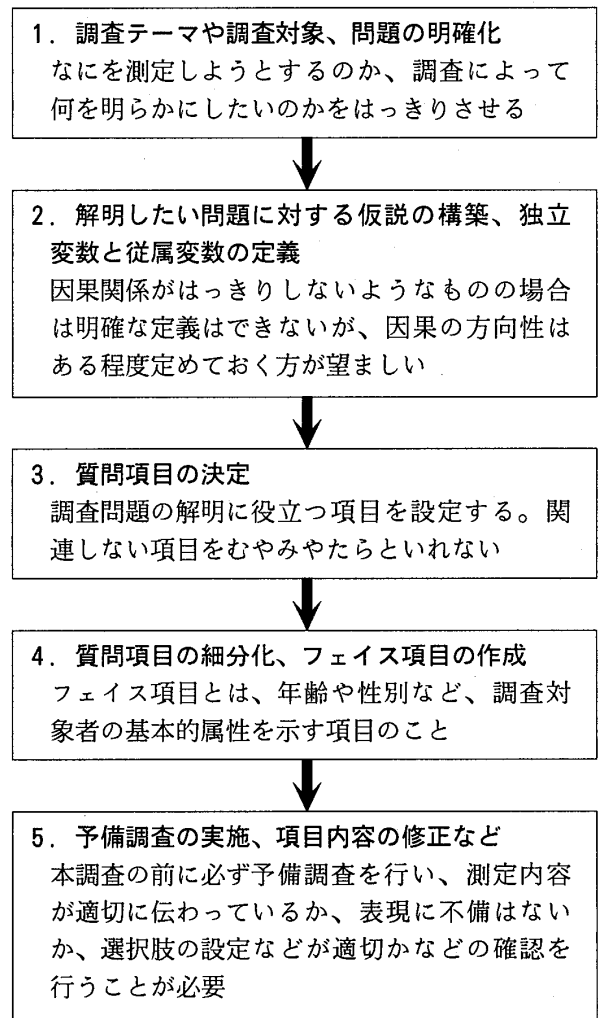 1. 調査テーマや調査対象、問題の明確化
なにを測定しようとするのか、調査によって
何を明らかにしたいのかをはっきりさせる
2. 解明したい問題に対する仮説の構築、独立
変数と従属変数の定義
因果関係がはっきりしないようなものの場合
は明確な定義はできないが、因果の方向性は
ある程度定めておく方が望ましい
3. 質問項目の決定
調査問題の解明に役立つ項目を設定する。関
連しない項目をむやみやたらといれない
4. 質問項目の細分化、フェイス項目の作成
フェイス項目とは、年齢や性別など、調査対
象者の基本的属性を示す項目のこと
5. 予備調査の実施、項目内容の修正など
本調査の前に必ず予備調査を行い、測定内容
が適切に伝わっているか、表現に不備はない
か、選択肢の設定などが適切かなどの確認を
行うことが必要